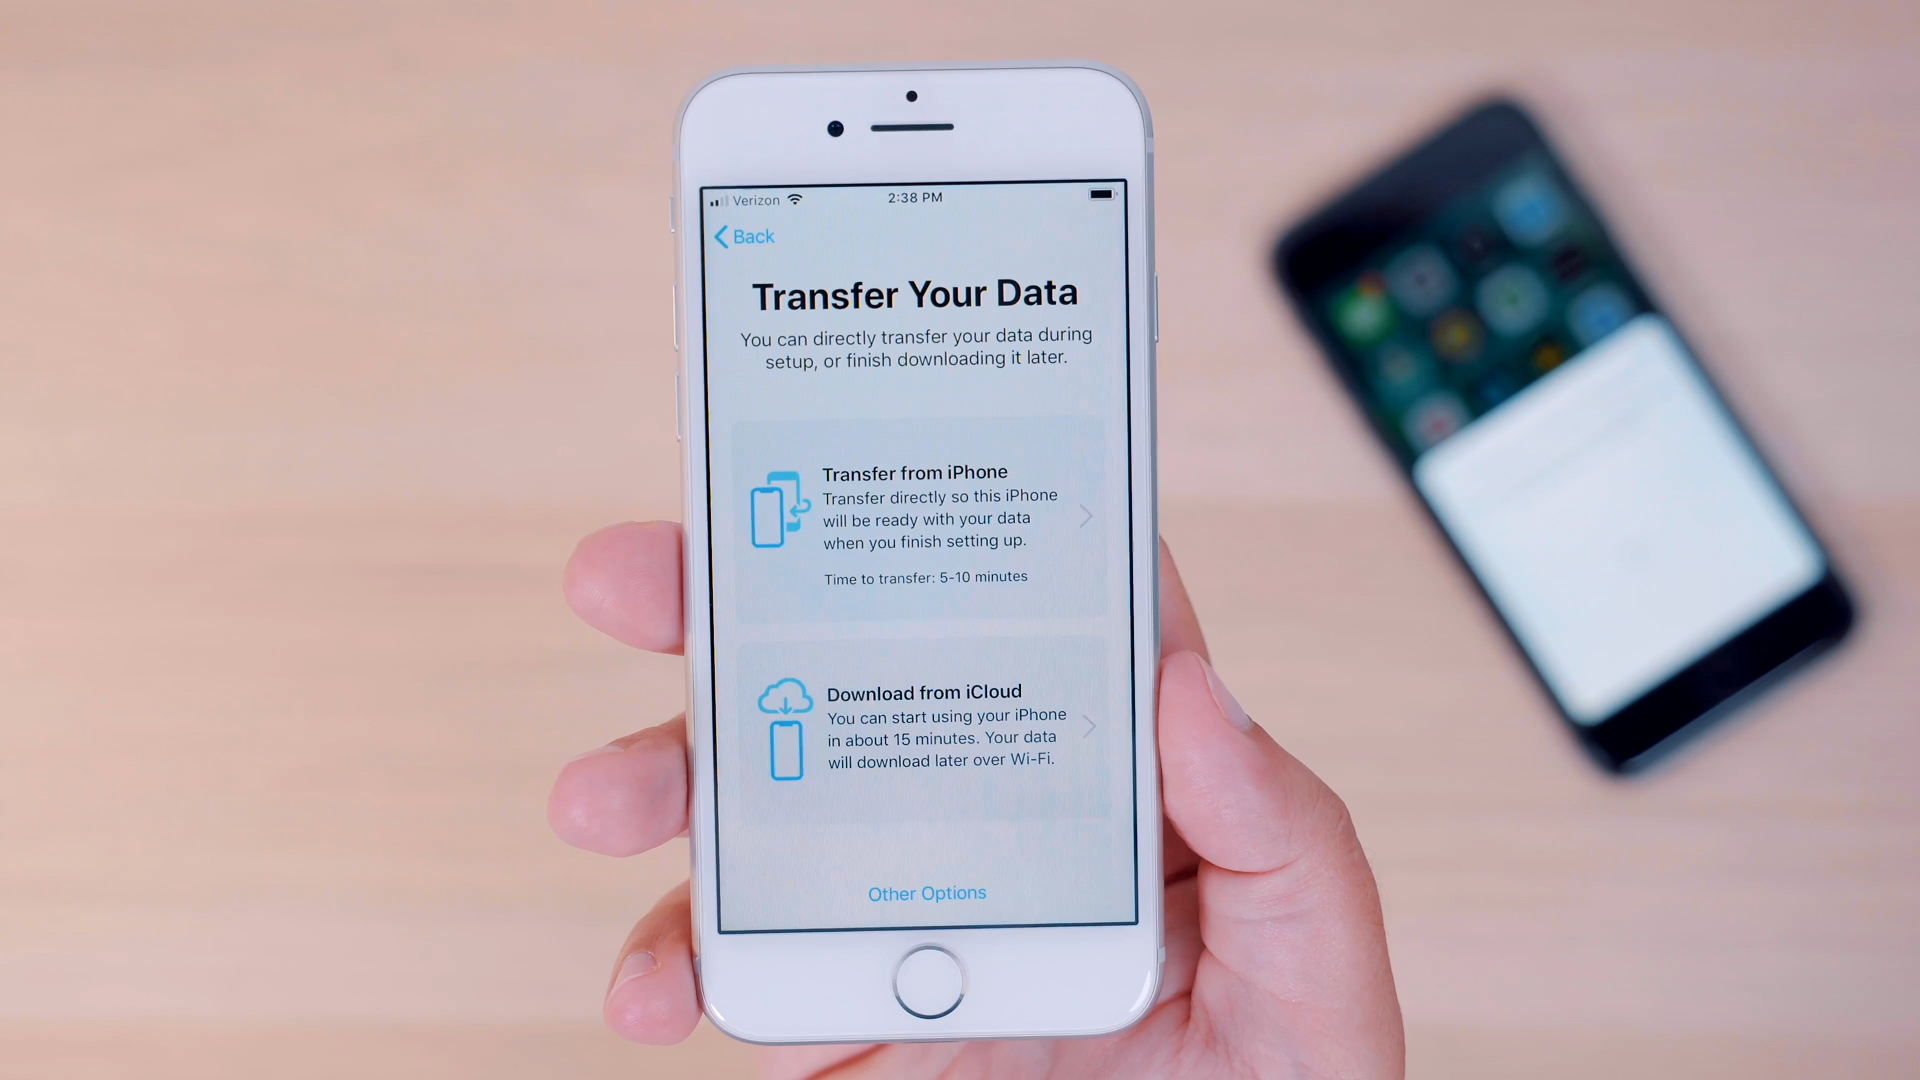 Verizon 2:38 PM
Back
Transfer Your Data
You can directly transfer your data during
setup, or finish downloading it later.
Transfer from iPhone
Transfer directly so this iPhone
will be ready with your data
when you finish setting up.
Time to transfer: 5-10 minutes
Download from iCloud
You can start using your iPhone
in about 15 minutes. Your data
will download later over Wi-Fi.
Other Options